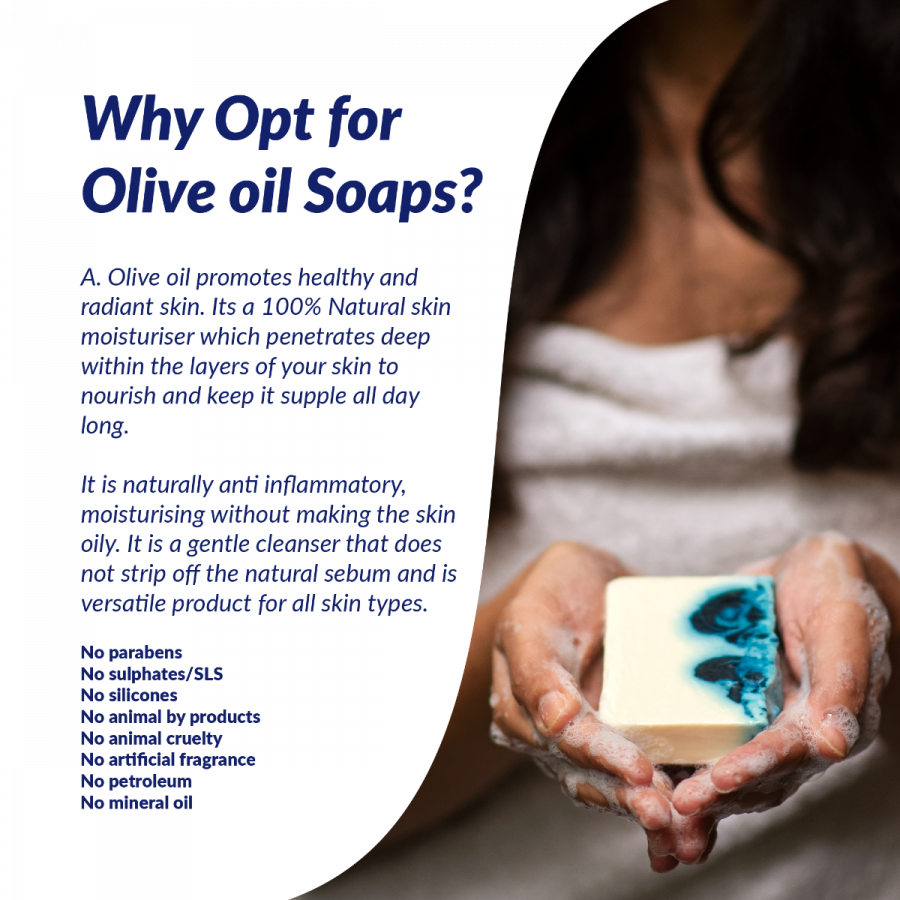 Why Opt for
Olive oil Soaps?
A. Olive oil promotes healthy and
radiant skin. Its a 100% Natural skin
moisturiser which penetrates deep
within the layers of your skin to
nourish and keep it supple all day
long.
It is naturally anti inflammatory,
moisturising without making the skin
oily. It is a gentle cleanser that does
not strip off the natural sebum and is
versatile product for all skin types.
No parabens
No sulphates/SLS
No silicones
No animal by products
No animal cruelty
No artificial fragrance
No petroleum
No mineral oil